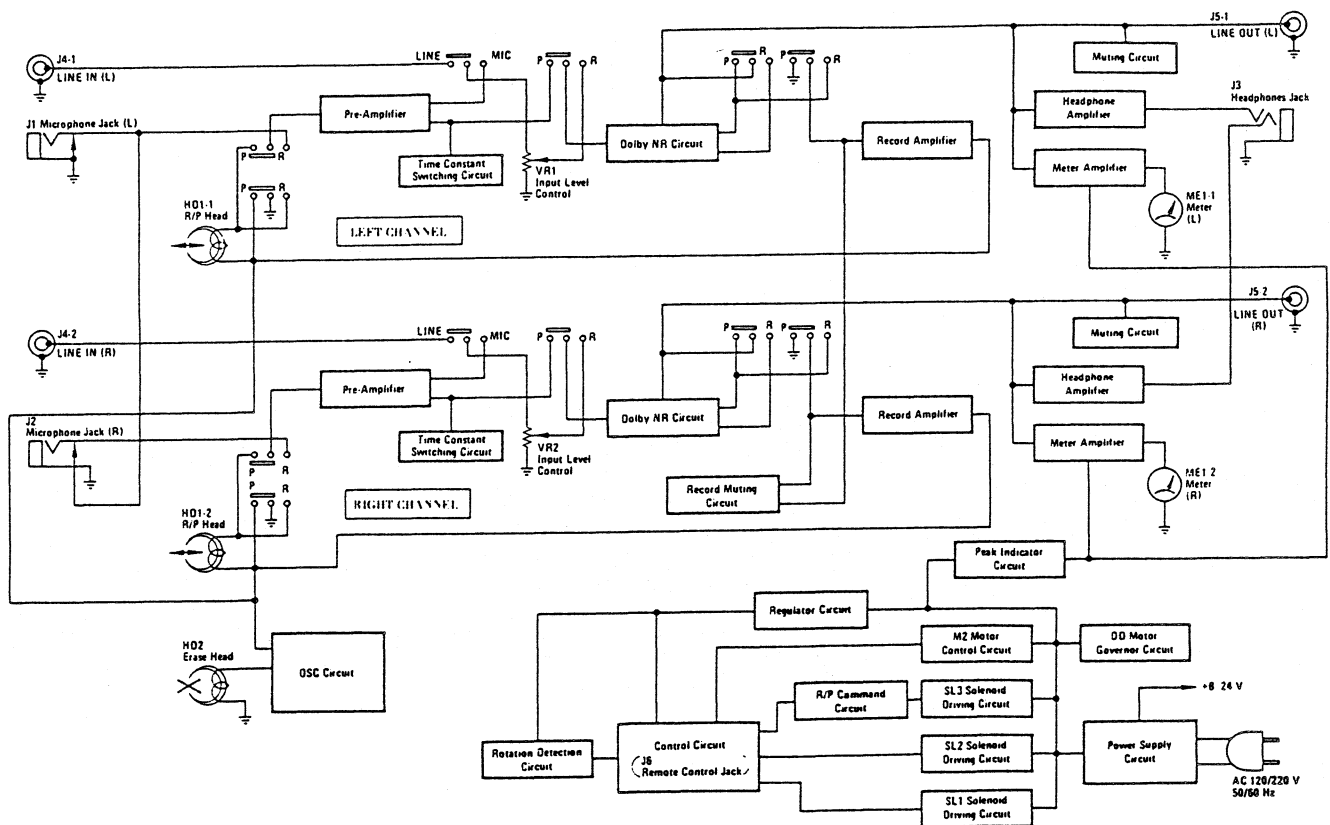 J5-1
LINE OUT (L)
J4-1
LINE IN (L)
LINE
MIC
P
R
P
R
P
R
Muting Circuit
J3
Headphones Jack
Headphone
Amplifier
J1 Microphone Jack (L)
Pre-Amplifier
Dolby NR Circuit
Record Amplifier
P
R
Time Constant
Switching Circuit
VR1
Input Level
Control
Meter Amplifier
P
R
ME1-1
Meter
(L)
HD1-1
R/P Head
LEFT CHANNEL
J5-2
LINE OUT
(R)
J4-2
LINE IN (R)
LINE
MIC
P
R
P
R
P
R
Muting Circuit
Pre-Amplifier
Headphone
Amplifier
J2
Microphone Jack (R)
Dolby NR Circuit
Record Amplifier
Time Constant
Switching Circuit
VR2
Input Level
Control
Meter Amplifier
P
R
P
R
ME1 2
Meter
(R)
Record Muting
Circuit
RIGHT CHANNEL
HD1-2
R/P Head
Peak Indicator
Circuit
Regulator Circuit
HD2
Erase Head
OSC Circuit
M2 Motor
Control Circuit
DD Motor
Governor Circuit
R/P Command
Circuit
SL3 Solenoid
Driving Circuit
+B 24 V
Rotation Detection
Circuit
Control Circuit
J6
Remote Control Jack
SL2 Solenoid
Driving Circuit
Power Supply
Circuit
AC 120/220 V
50/60 Hz
SL1 Solenoid
Driving Circuit